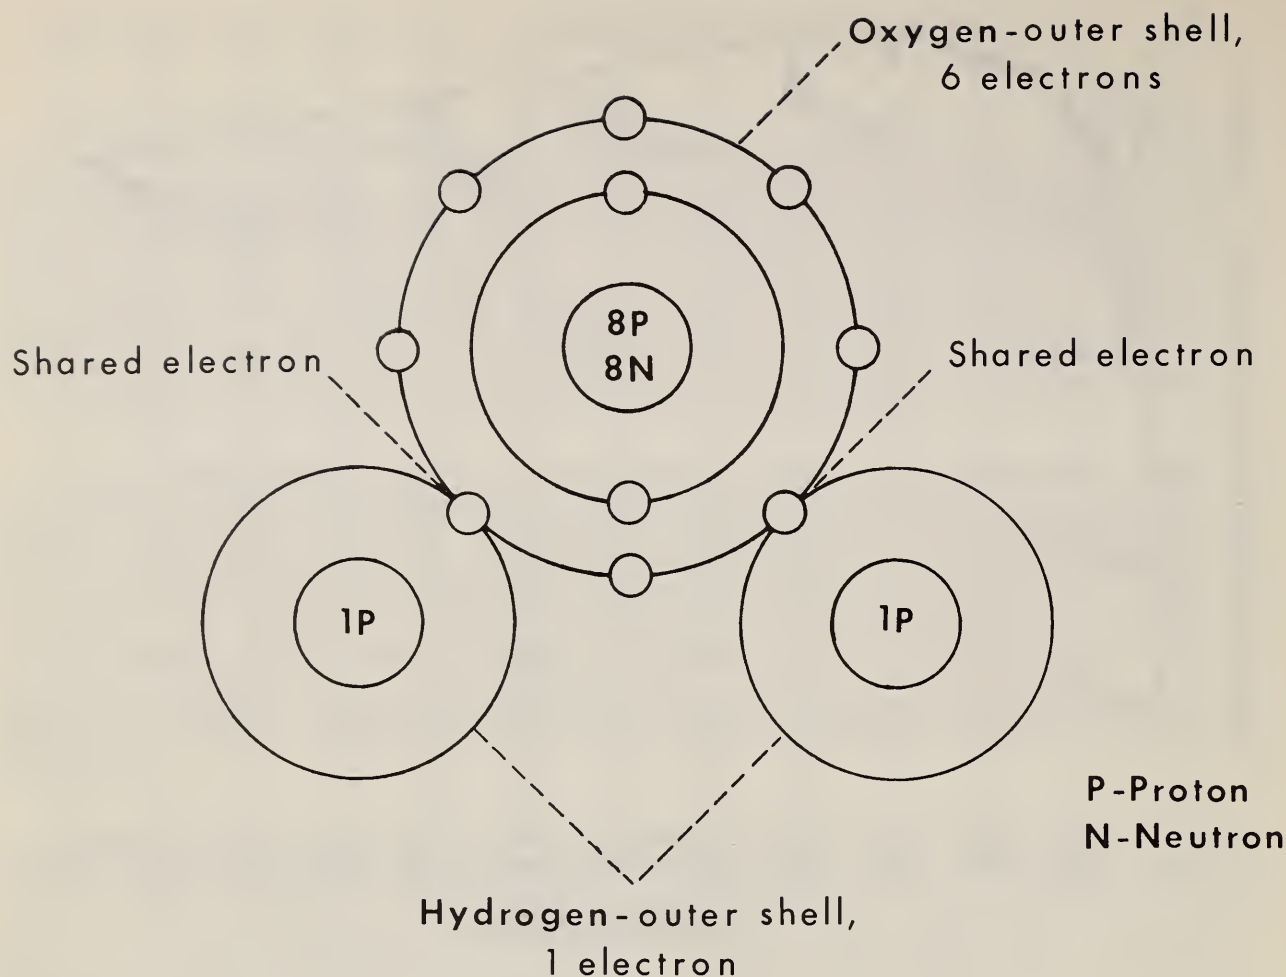 Oxygen-outer shell,
6 electrons
8P
8N
Shared electron
Shared electron
1P
1P
P-Proton
N-Neutron
Hydrogen-outer shell,
1 electron